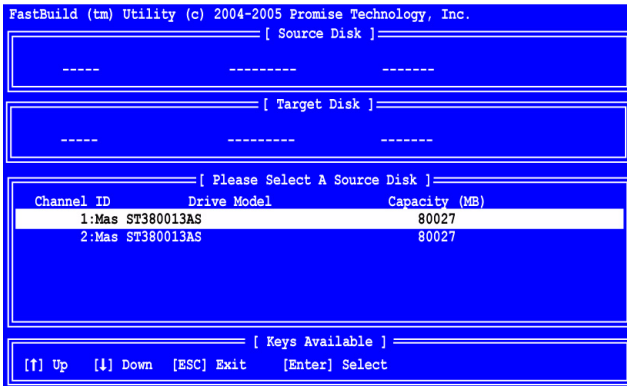 FastBuild (tm) Utility (c) 2004-2005 Promise Technology, Inc.
[ Source Disk ]
----- --------- -------
[ Target Disk ]
----- --------- -------
[ Please Select A Source Disk ]
Channel ID Drive Model Capacity (MB)
1:Mas ST380013AS 80027
2:Mas ST380013AS 80027
[ Keys Available ]
[↑] Up [↓] Down [ESC] Exit [Enter] Select